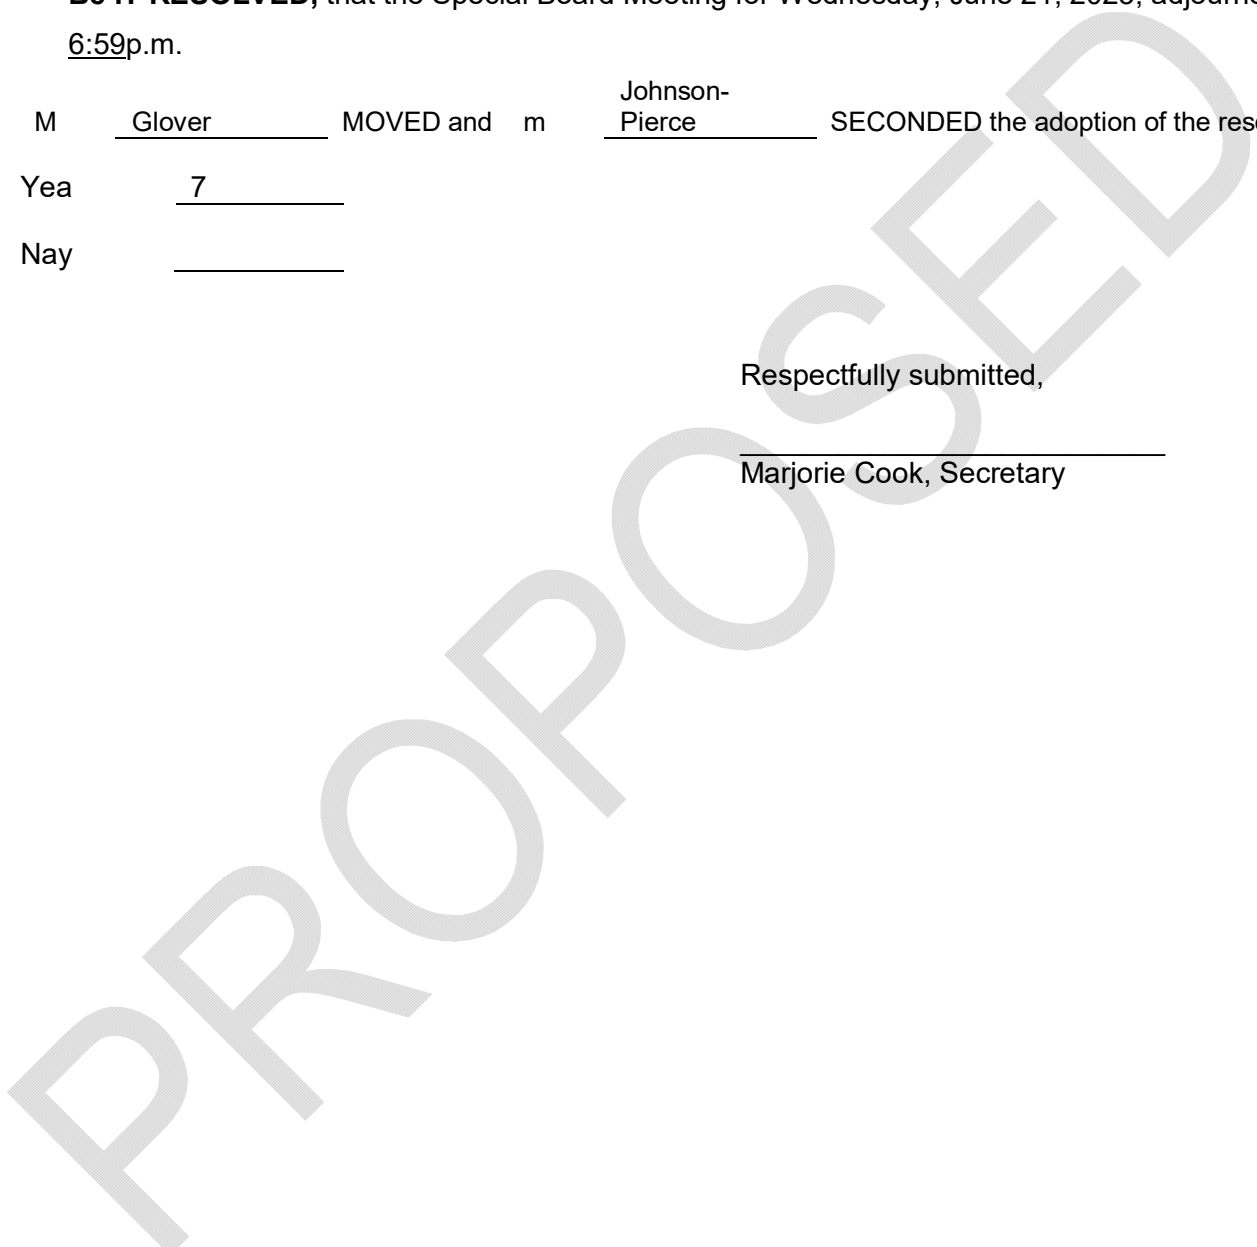 RESOLVED, that the Special Board Meeting for Wednesday, June 21, 2023, adjourn
6:59p.m.
M Glover MOVED and m Johnson-
Pierce SECONDED the adoption of the
Yea 7
Nay
Respectfully submitted,
Marjorie Cook, Secretary
PROPOSED